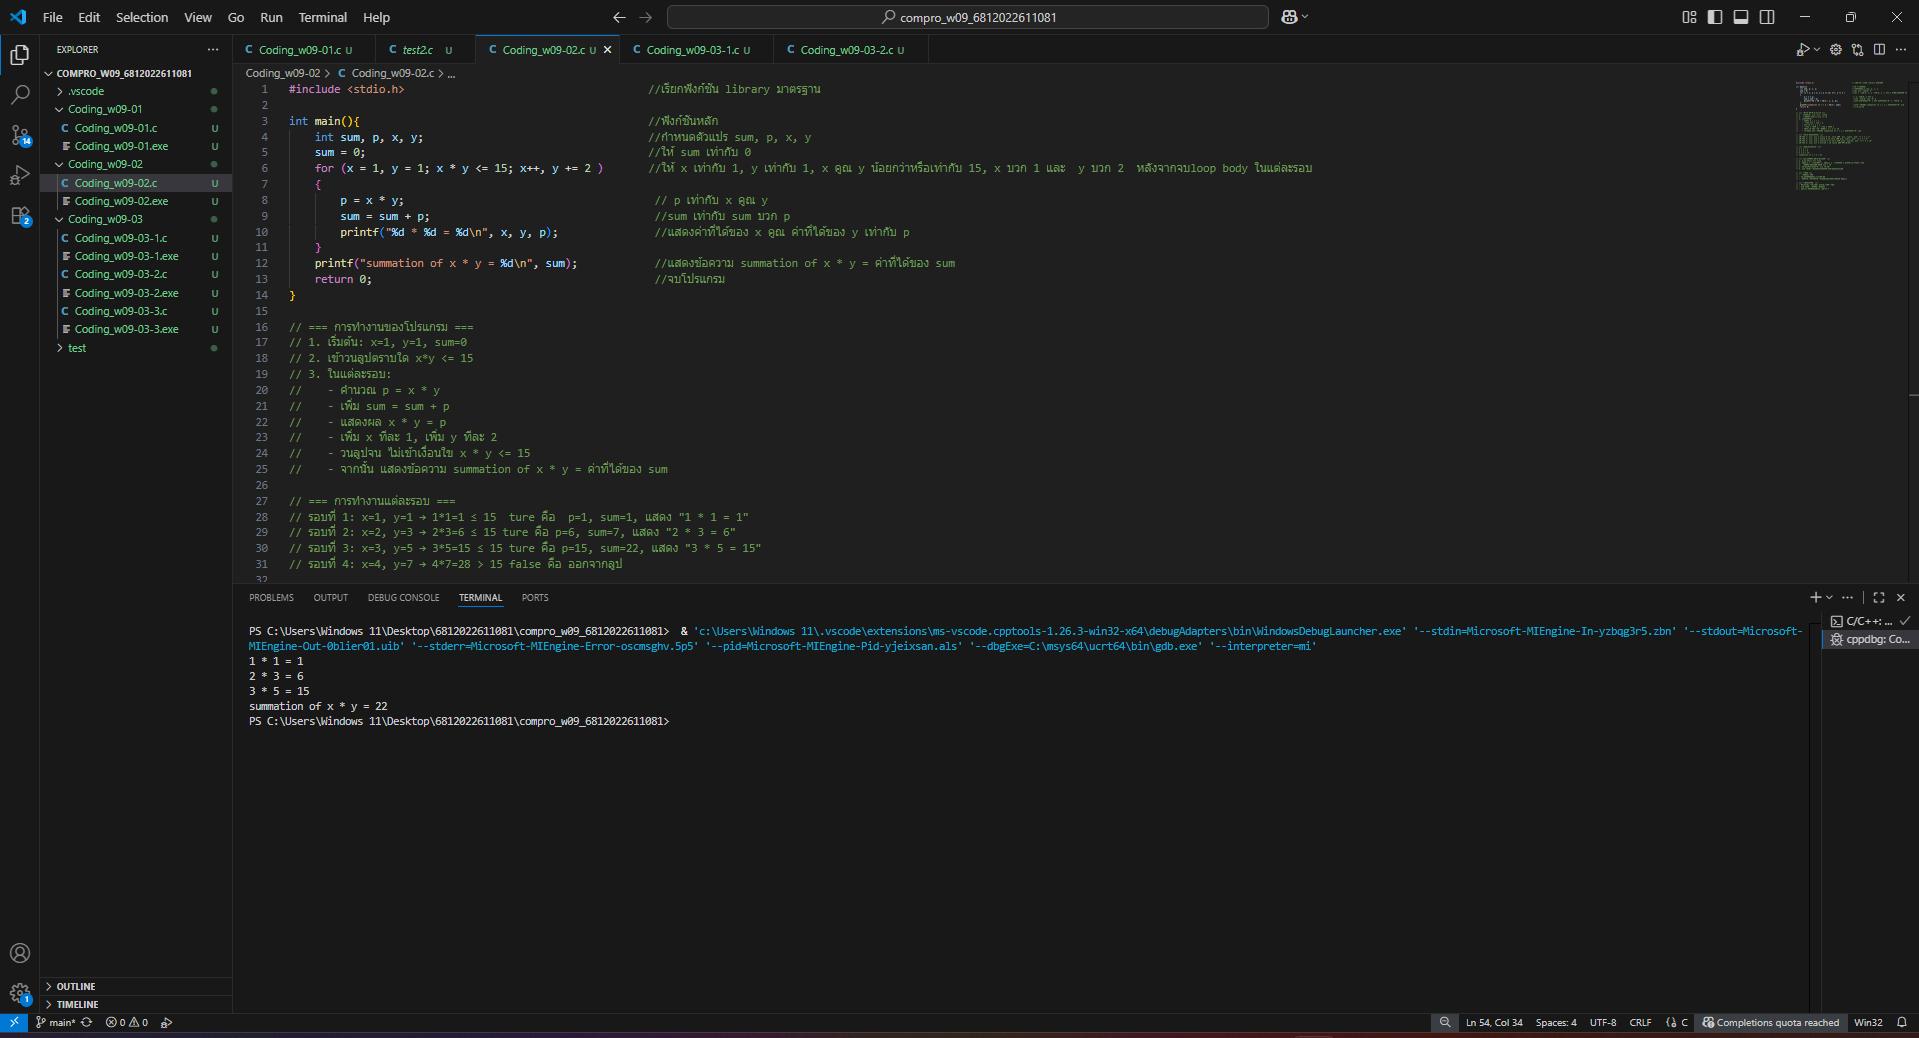 File Edit Selection View Go Run Terminal Help
compro_w09_6812022611081
EXPLORER
COMPRO_W09_6812022611081
.vscode
Coding_w09-01
Coding_w09-01.c U
Coding_w09-01.exe U
Coding_w09-02
Coding_w09-02.c U
Coding_w09-02.exe U
Coding_w09-03
Coding_w09-03-1.c U
Coding_w09-03-1.exe U
Coding_w09-03-2.c U
Coding_w09-03-2.exe U
Coding_w09-03-3.c U
Coding_w09-03-3.exe U
test
OUTLINE
TIMELINE
14
2
1
C Coding_w09-01.c U C test2.c U C Coding_w09-02.c U C Coding_w09-03-1.c U C Coding_w09-03-2.c U
Coding_w09-02 > C Coding_w09-02.c > ...
1 #include <stdio.h> //เรียกฟังก์ชัน library มาตรฐาน
2
3 int main(){ //ฟังก์ชันหลัก
4 int sum, p, x, y; //กำหนดตัวแปร sum, p, x, y
5 sum = 0; //ให้ sum เท่ากับ 0
6 for (x = 1, y = 1; x * y <= 15; x++, y += 2 ) //ให้ x เท่ากับ 1, y เท่ากับ 1, x คูณ y น้อยกว่าหรือเท่ากับ 15, x บวก 1 และ y บวก 2 หลังจากจบloop body ในแต่ละรอบ
7 {
8 p = x * y; // p เท่ากับ x คูณ y
9 sum = sum + p; //sum เท่ากับ sum บวก p
10 printf("%d * %d = %d\n", x, y, p); //แสดงค่าที่ได้ของ x คูณ ค่าที่ได้ของ y เท่ากับ p
11 }
12 printf("summation of x * y = %d\n", sum); //แสดงข้อความ summation of x * y = ค่าที่ได้ของ sum
13 return 0; //จบโปรแกรม
14 }
15
16 // === การทำงานของโปรแกรม ===
17 // 1. เริ่มต้น: x=1, y=1, sum=0
18 // 2. เข้าวนลูปตราบใด x*y <= 15
19 // 3. ในแต่ละรอบ:
20 // - คำนวณ p = x * y
21 // - เพิ่ม sum = sum + p
22 // - แสดงผล x * y = p
23 // - เพิ่ม x ทีละ 1, เพิ่ม y ทีละ 2
24 // - วนลูปจน ไม่เข้าเงื่อนใข x * y <= 15
25 // - จากนั้น แสดงข้อความ summation of x * y = ค่าที่ได้ของ sum
26
27 // === การทำงานแต่ละรอบ ===
28 // รอบที่ 1: x=1, y=1 → 1*1=1 ≤ 15 ture คือ p=1, sum=1, แสดง "1 * 1 = 1"
29 // รอบที่ 2: x=2, y=3 → 2*3=6 ≤ 15 ture คือ p=6, sum=7, แสดง "2 * 3 = 6"
30 // รอบที่ 3: x=3, y=5 → 3*5=15 ≤ 15 ture คือ p=15, sum=22, แสดง "3 * 5 = 15"
31 // รอบที่ 4: x=4, y=7 → 4*7=28 > 15 false คือ ออกจากลูป
32
PROBLEMS OUTPUT DEBUG CONSOLE TERMINAL PORTS
PS C:\Users\Windows 11\Desktop\6812022611081\compro_w09_6812022611081> & 'c:\Users\Windows 11\.vscode\extensions\ms-vscode.cpptools-1.26.3-win32-x64\debugAdapters\bin\WindowsDebugLauncher.exe' '--stdin=Microsoft-MIEngine-In-yzbqg3r5.zbn' '--stdout=Microsoft-
MIEngine-Out-0blier01.uib' '--stderr=Microsoft-MIEngine-Error-oscmsghv.5p5' '--pid=Microsoft-MIEngine-Pid-yjeixsan.als' '--dbgExe=C:\msys64\ucrt64\bin\gdb.exe' '--interpreter=mi'
1 * 1 = 1
2 * 3 = 6
3 * 5 = 15
summation of x * y = 22
PS C:\Users\Windows 11\Desktop\6812022611081\compro_w09_6812022611081>
C/C++: ...
cppdbg: Co...
main* 0 0
Ln 54, Col 34 Spaces: 4 UTF-8 CRLF {} C Completions quota reached Win32